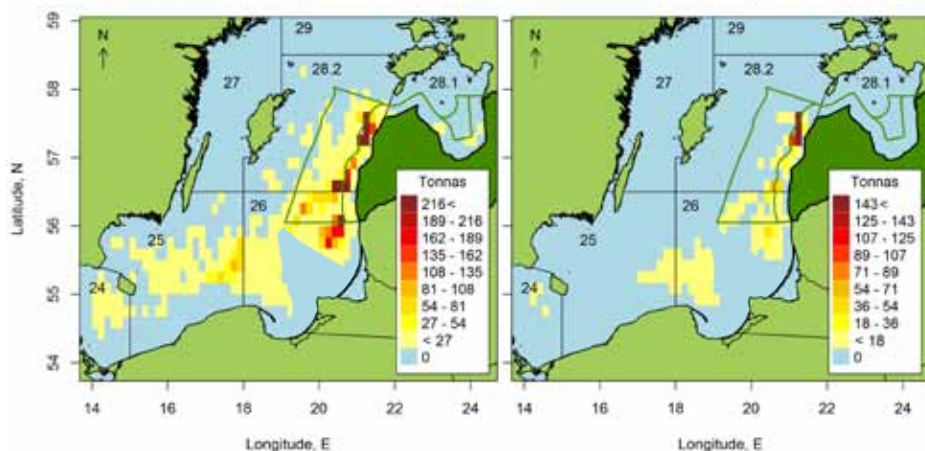 59
58
57
56
55
54
Latitude, N
N
29
27
28.2
28.1
26
25
24
Tonnas
216<
189 - 216
162 - 189
135 - 162
108 - 135
81 - 108
54 - 81
27 - 54
< 27
0
14 16 18 20 22 24
Longitude, E
N
29
27
28.2
28.1
26
25
24
Tonnas
143<
125 - 143
107 - 125
89 - 107
71 - 89
54 - 71
36 - 54
18 - 36
< 18
0
14 16 18 20 22 24
Longitude, E